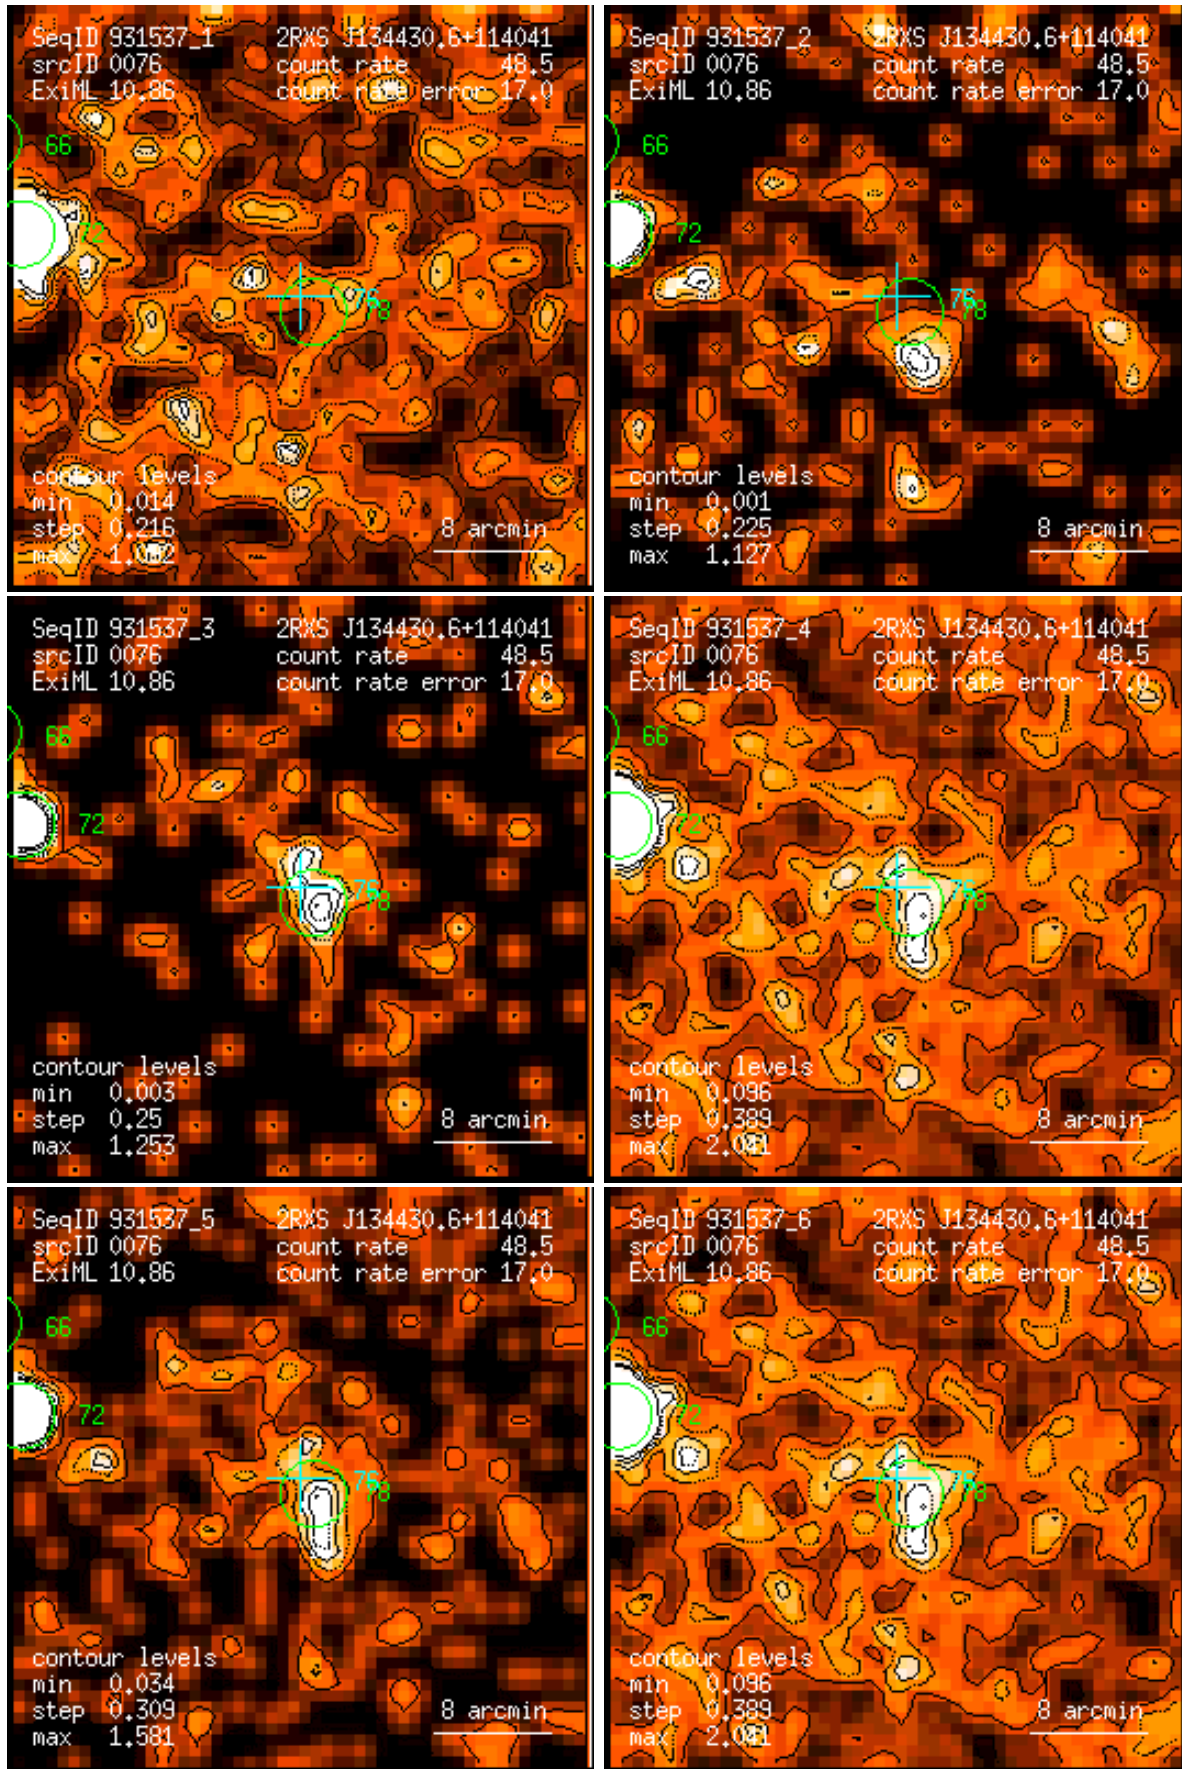 SeqID 931537_1 2RXS J134430.6+114041
srcID 0076 count rate 48.5
ExiML 10.86 count rate error 17.0
66
72
76
78
contour levels
min 0.014
step 0.216 8 arcmin
max
SeqID 931537_2 2RXS J134430.6+114041
srcID 0076 count rate 48.5
ExiML 10.86 count rate error 17.0
66
72
76
78
contour levels
min 0.001
step 0.225 8 arcmin
max 1.127
SeqID 931537_3 2RXS J134430.6+114041
srcID 0076 count rate 48.5
ExiML 10.86 count rate error 17.0
66
72
76
78
contour levels
min 0.003
step 0.25 8 arcmin
max 1.253
SeqID 931537_4 2RXS J134430.6+114041
srcID 0076 count rate 48.5
ExiML 10.86 count rate error 17.0
66
72
76
78
contour levels
min 0.096
step 0.389 8 arcmin
max 2.041
SeqID 931537_5 2RXS J134430.6+114041
srcID 0076 count rate 48.5
ExiML 10.86 count rate error 17.0
66
72
76
78
contour levels
min 0.034
step 0.309 8 arcmin
max 1.581
SeqID 931537_6 2RXS J134430.6+114041
srcID 0076 count rate 48.5
ExiML 10.86 count rate error 17.0
66
72
76
78
contour levels
min 0.096
step 0.389 8 arcmin
max 2.041